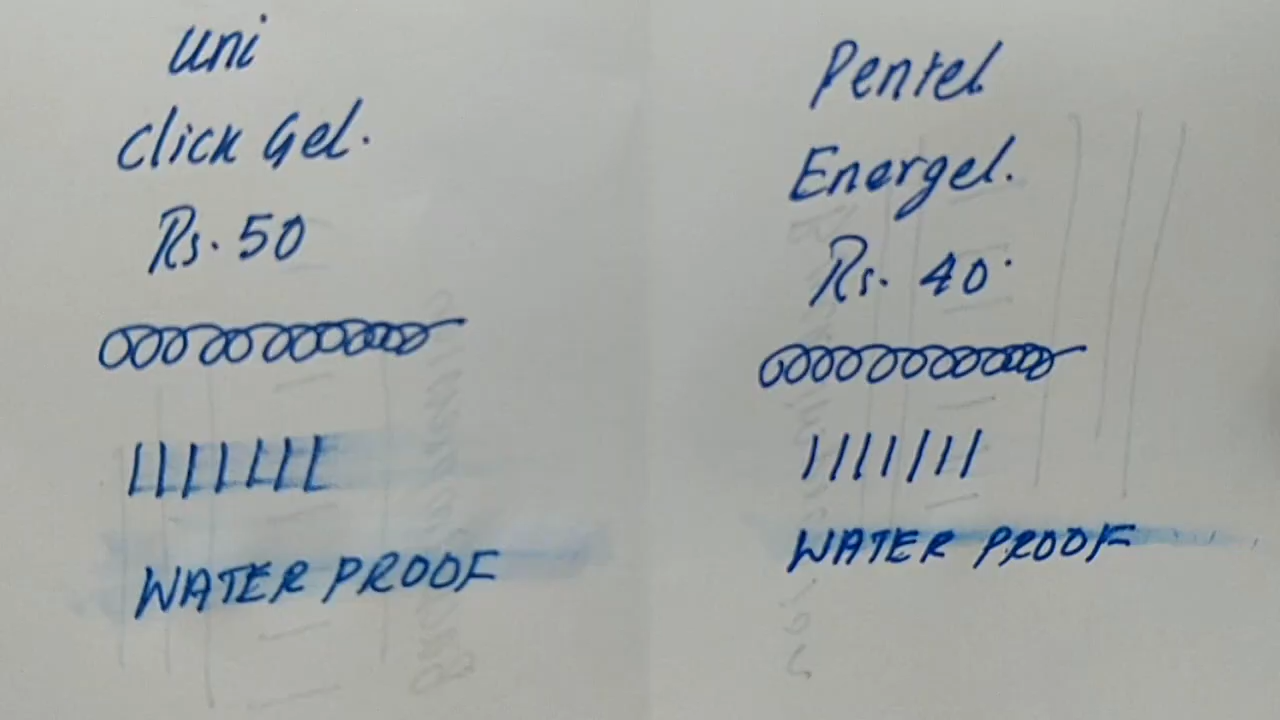 uni
Click Gel.
Rs. 50
WATER PROOF
Pentel
Energel.
Rs. 40
WATER PROOF